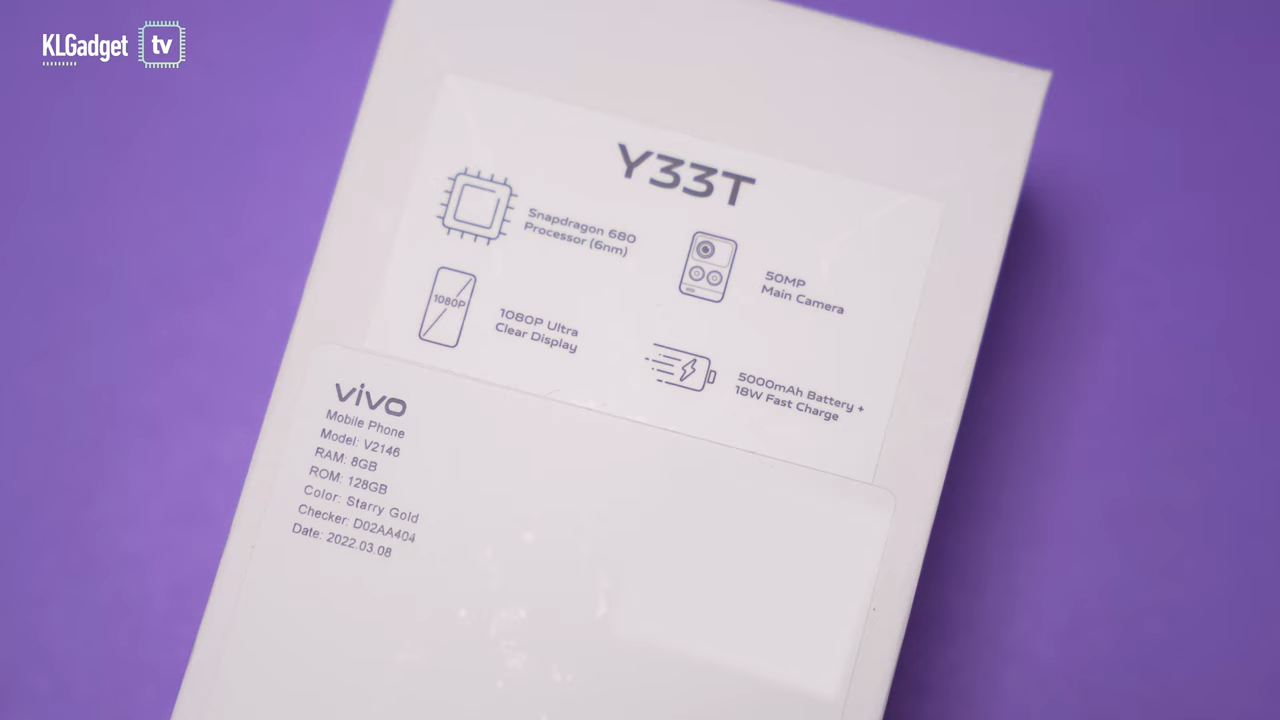 KLGadget tv
Y33T
Snapdragon 680
Processor (6nm)
50MP
Main Camera
1080P
1080P Ultra
Clear Display
5000mAh Battery +
18W Fast Charge
vivo
Mobile Phone
Model: V2146
RAM: 8GB
ROM: 128GB
Color: Starry Gold
Checker: D02AA404
Date: 2022.03.08